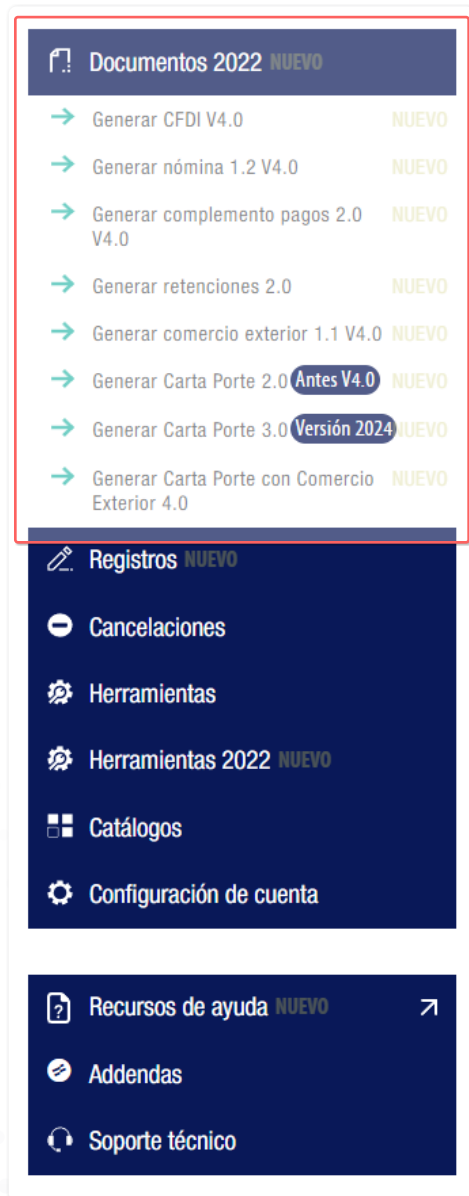 Documentos 2022 NUEVO
Generar CFDI V4.0 NUEVO
Generar nómina 1.2 V4.0 NUEVO
Generar complemento pagos 2.0 NUEVO
V4.0
Generar retenciones 2.0 NUEVO
Generar comercio exterior 1.1 V4.0 NUEVO
Generar Carta Porte 2.0 Antes V4.0 NUEVO
Generar Carta Porte 3.0 Versión 2024 NUEVO
Generar Carta Porte con Comercio NUEVO
Exterior 4.0
Registros NUEVO
Cancelaciones
Herramientas
Herramientas 2022 NUEVO
Catálogos
Configuración de cuenta
Recursos de ayuda NUEVO
Addendas
Soporte técnico